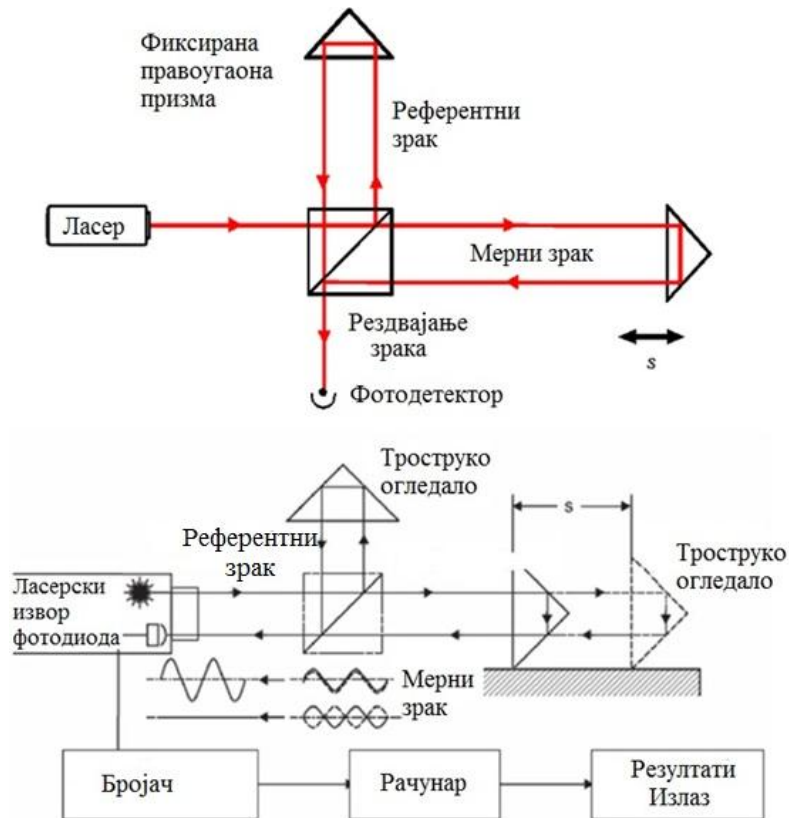 Фиксирана
правоугаона
призма
Референтни
зрак
Ласер
Мерни зрак
Рездвајање
зрака
s
Фотодетектор
Троструко
огледало
s
Референтни
зрак
Троструко
огледало
Ласерски
извор
фотодиода
Мерни
зрак
Бројач
Рачунар
Резултати
Излаз